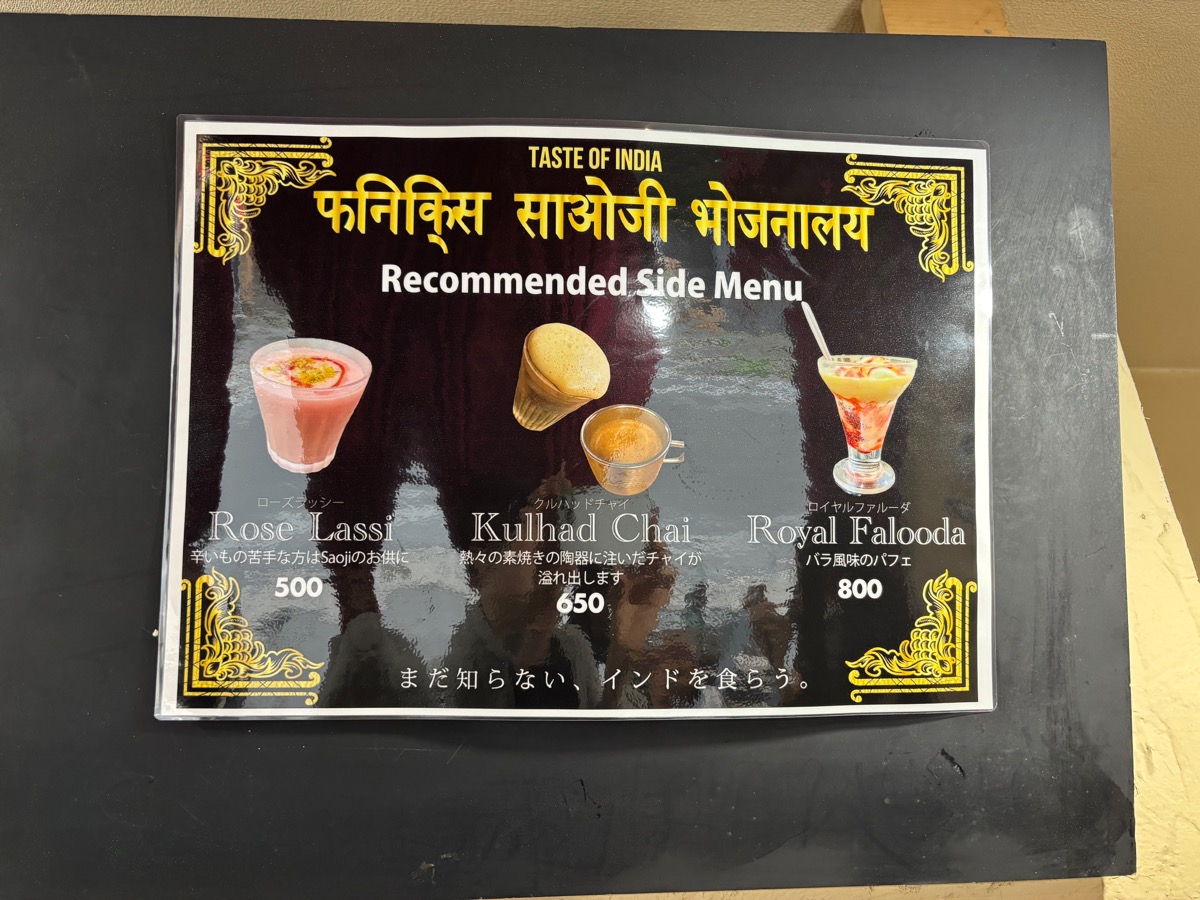 TASTE OF INDIA
फनिक्सि साओजी भोजनालय
Recommended Side Menu
ローズラッシー
Rose Lassi
辛いもの苦手な方はSaojiのお供に
500
クルハッドチャイ
Kulhad Chai
熱々の素焼きの陶器に注いだチャイが
溢れ出します
650
ロイヤルファルーダ
Royal Falooda
バラ風味のパフェ
800
まだ知らない、インドを食らう。